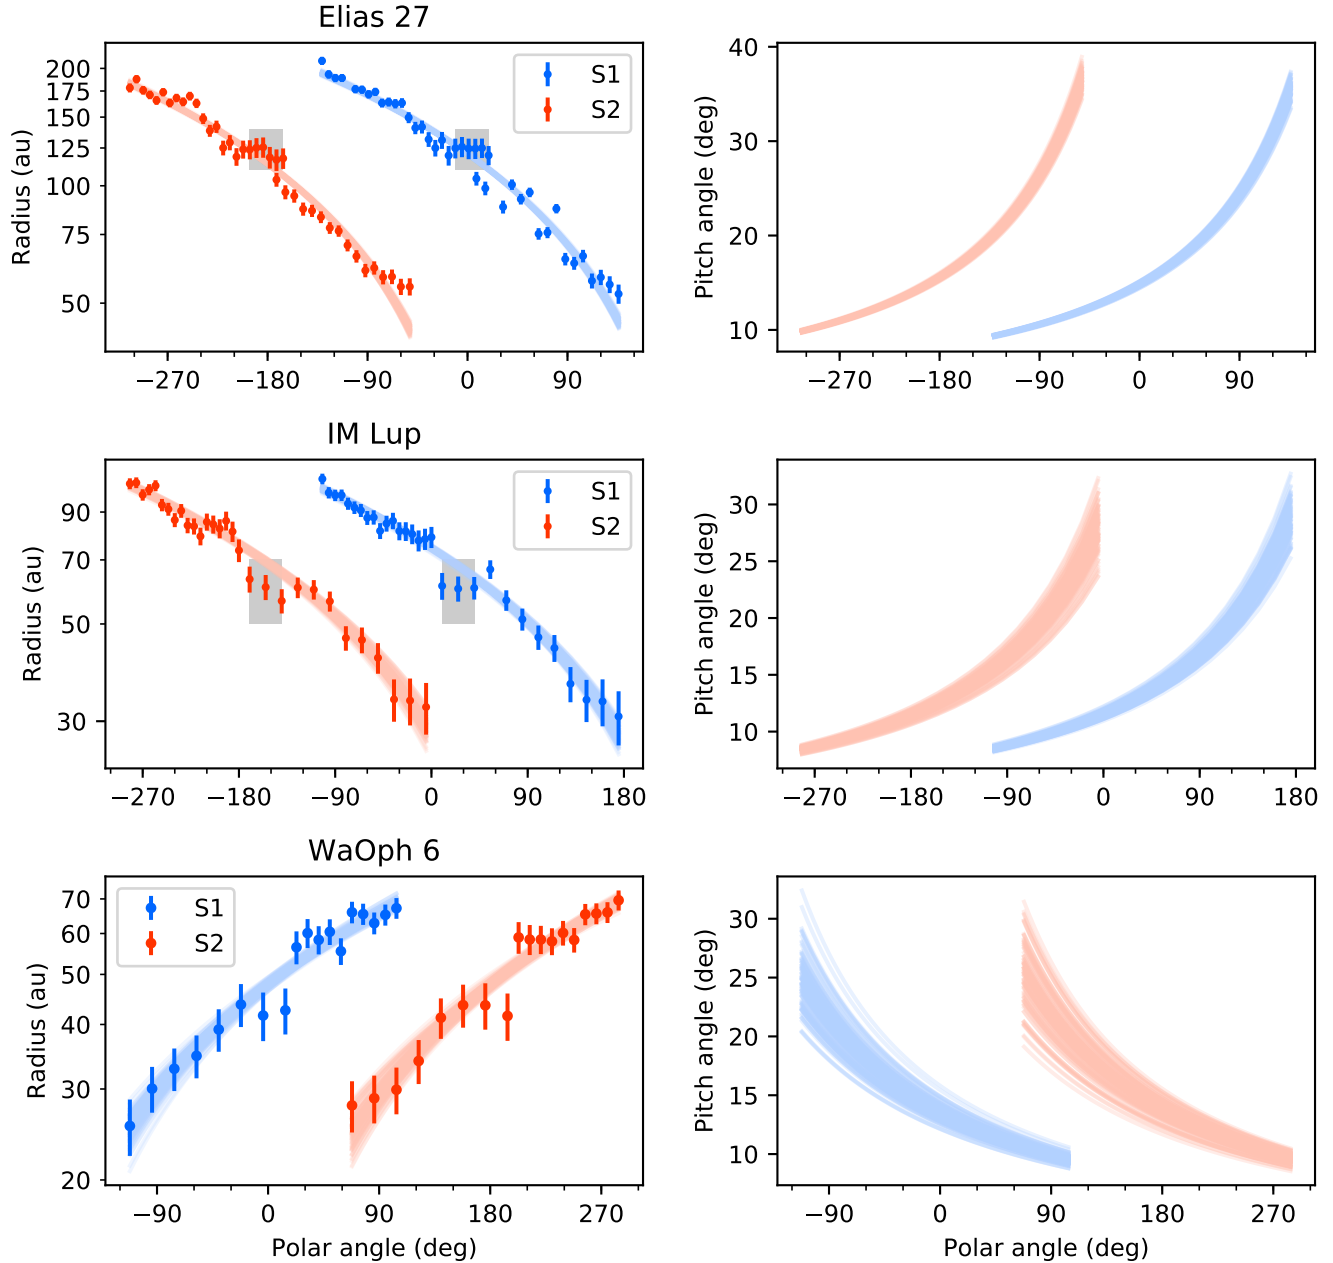 Elias 27
200
175
150
125
100
75
50
Radius (au)
S1
S2
−270 −180 −90 0 90
40
30
20
10
Pitch angle (deg)
−270 −180 −90 0 90
IM Lup
90
70
50
30
Radius (au)
S1
S2
−270 −180 −90 0 90 180
30
25
20
15
10
Pitch angle (deg)
−270 −180 −90 0 90 180
WaOph 6
70
60
50
40
30
20
Radius (au)
S1
S2
−90 0 90 180 270
Polar angle (deg)
30
25
20
15
10
Pitch angle (deg)
−90 0 90 180 270
Polar angle (deg)